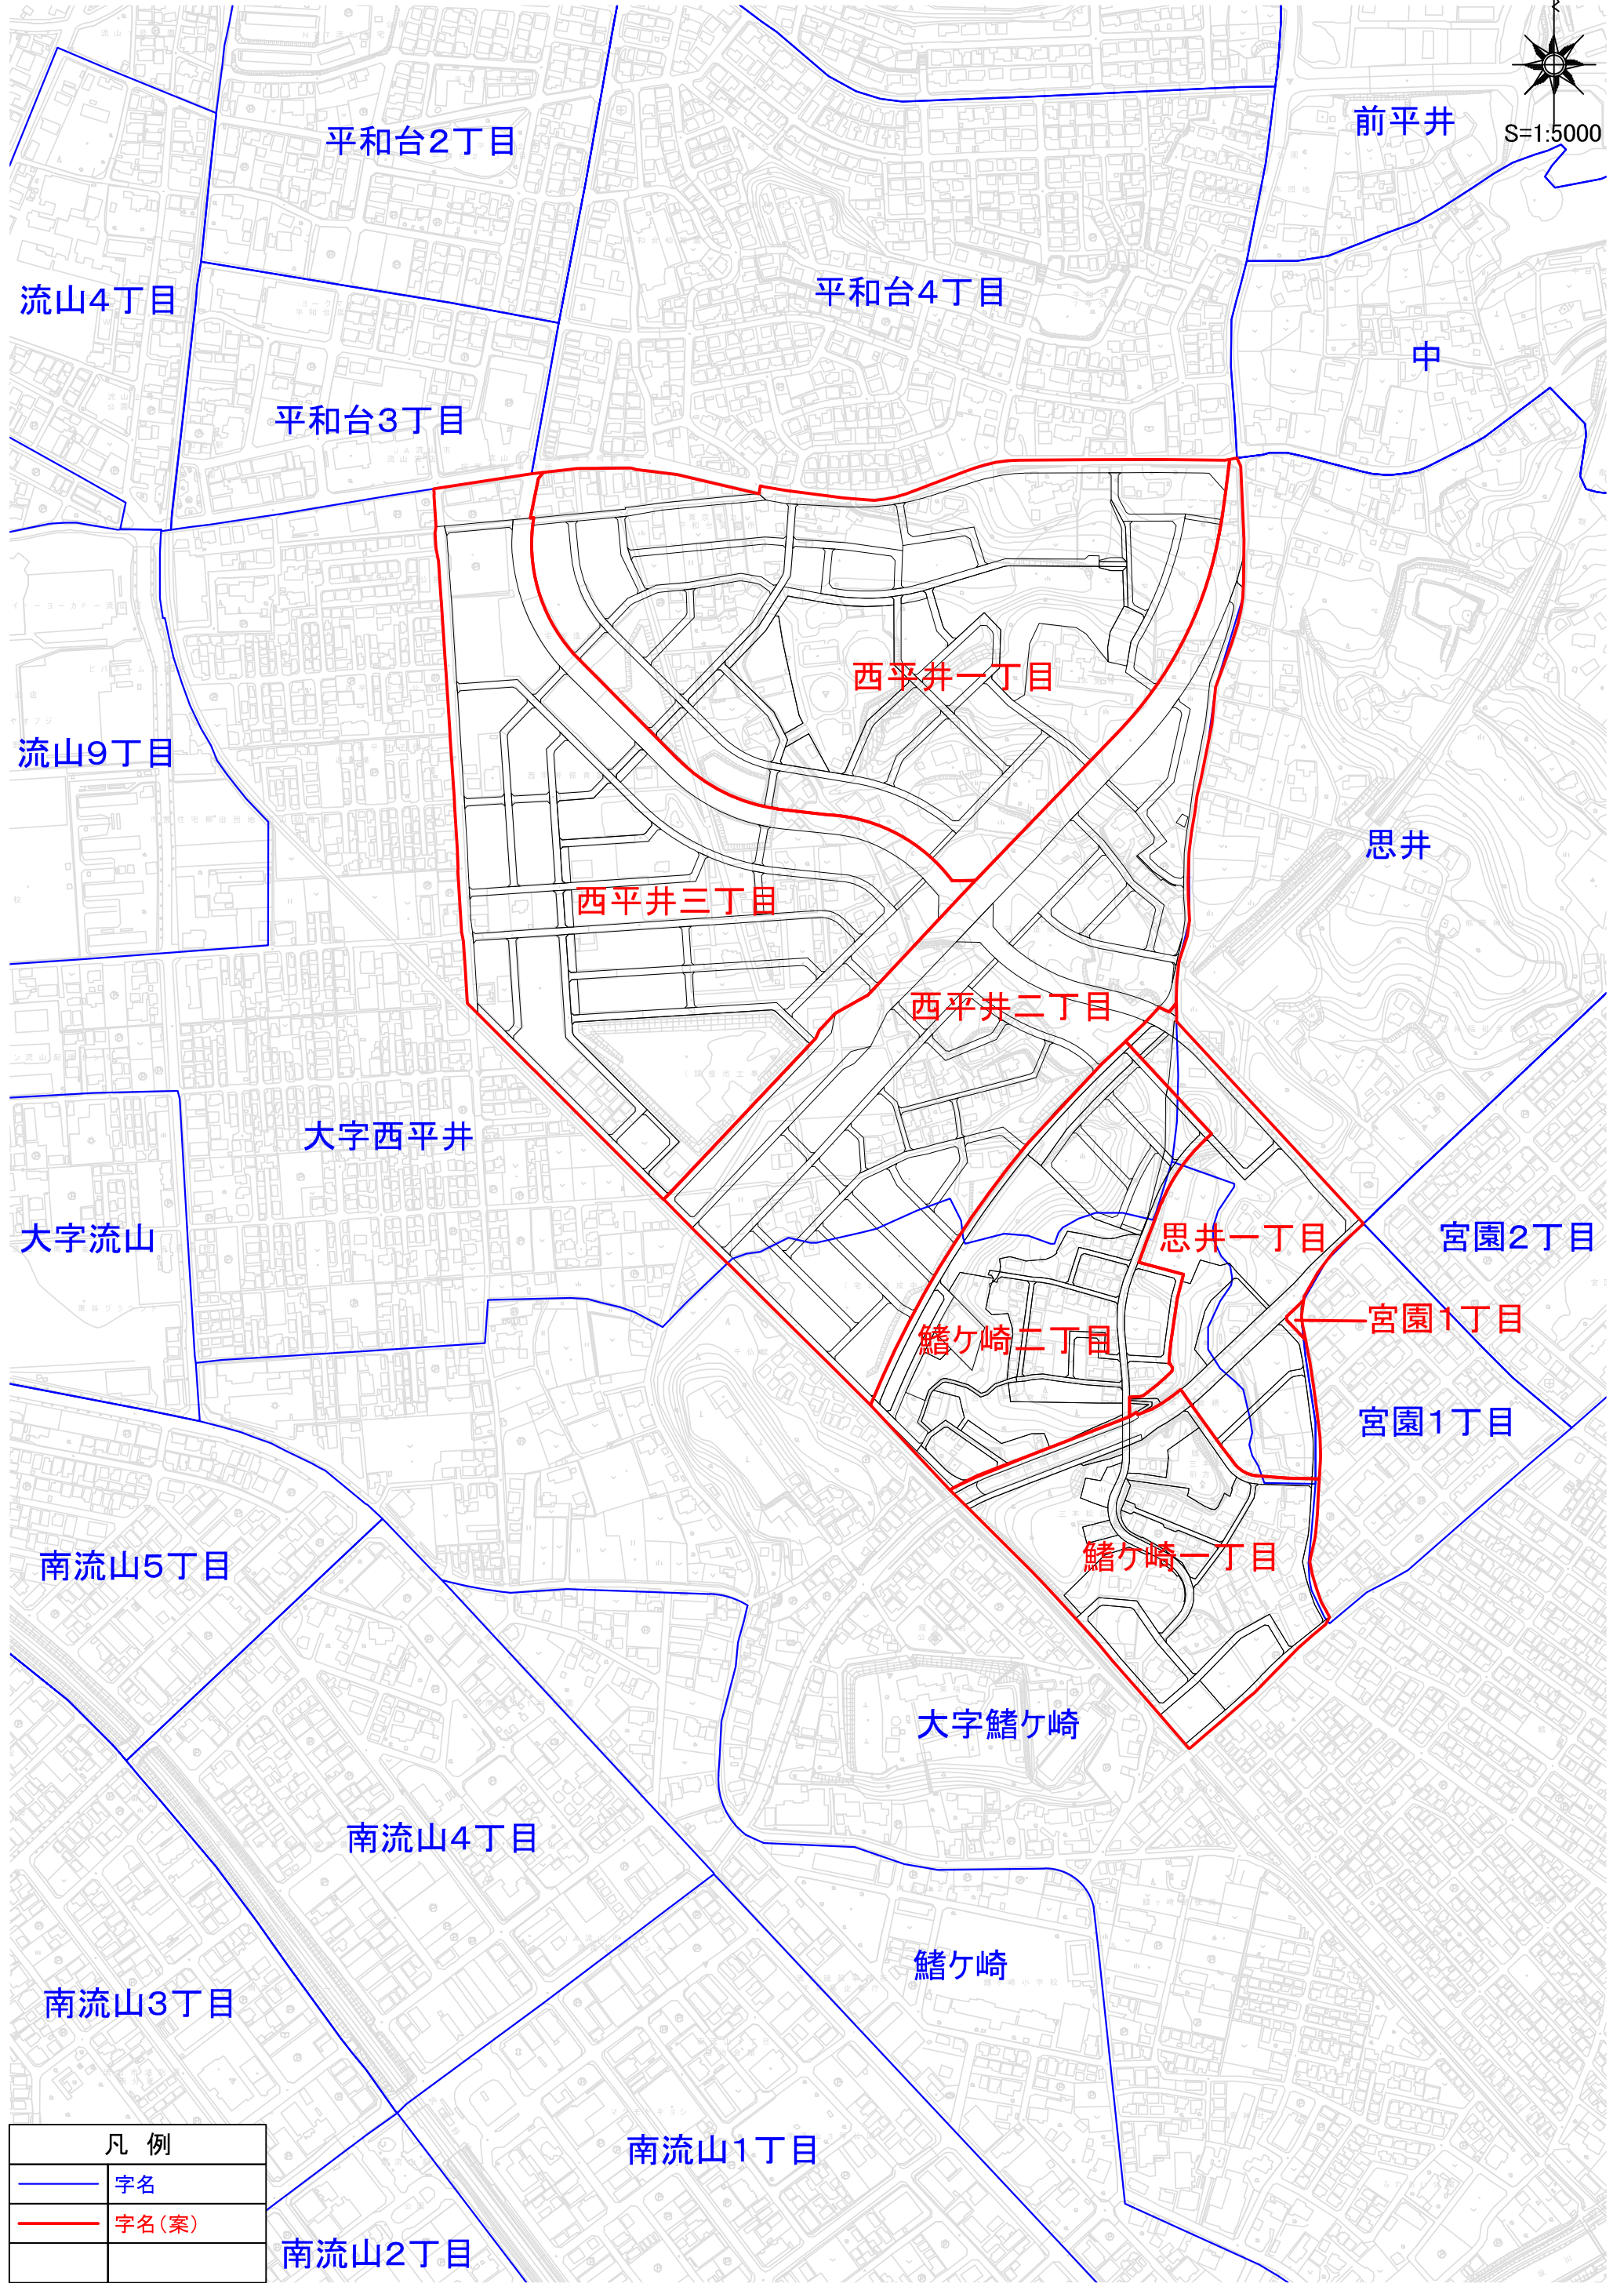 前平井
S=1:5000
平和台2丁目
流山4丁目
平和台4丁目
中
平和台3丁目
西平井一丁目
流山9丁目
思井
西平井三丁目
西平井二丁目
大字西平井
大字流山
思井一丁目
宮園2丁目
宮園1丁目
鰭ケ崎二丁目
宮園1丁目
南流山5丁目
鰭ケ崎一丁目
大字鰭ケ崎
南流山4丁目
鰭ケ崎
南流山3丁目
南流山1丁目
南流山2丁目
凡 例
字名
字名(案)